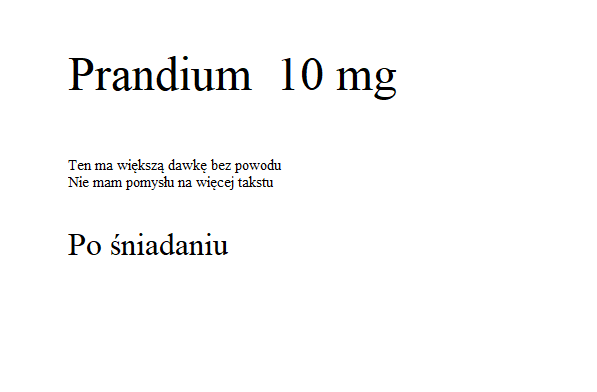 Prandium  10 mg
Ten ma większą dawkę bez powodu
Nie mam pomysłu na więcej takstu
Po śniadaniu